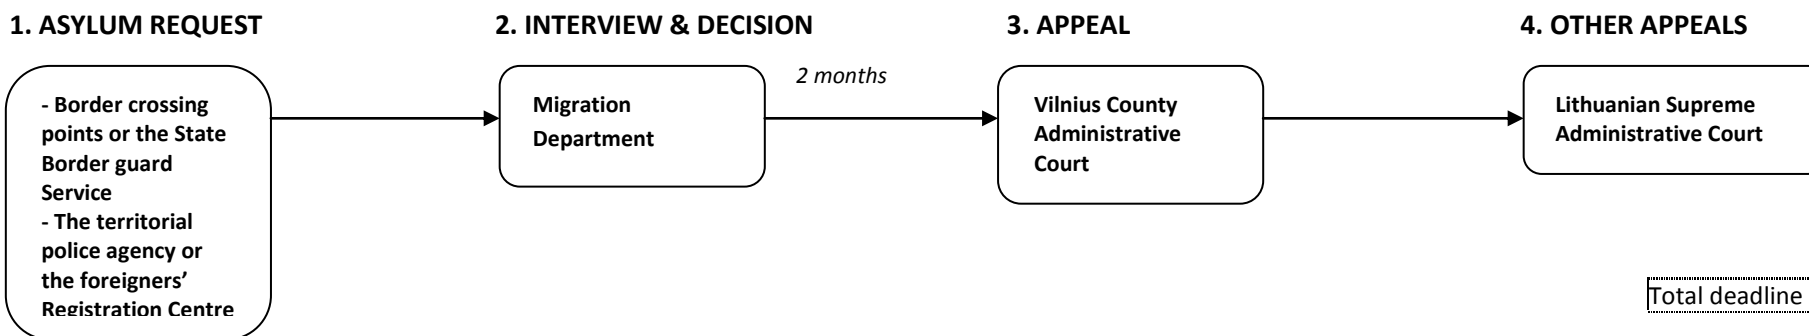 1. ASYLUM REQUEST
2. INTERVIEW & DECISION
3. APPEAL
4. OTHER APPEALS
- Border crossing
points or the State
Border guard
Service
- The territorial
police agency or
the foreigners’
Registration Centre
Migration
Department
2 months
Vilnius County
Administrative
Court
Lithuanian Supreme
Administrative Court
Total deadline